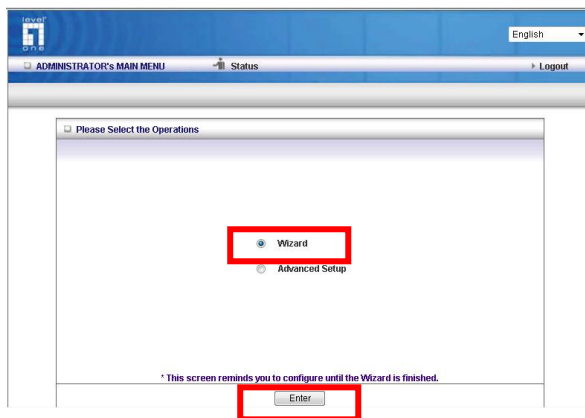 level
one
English
ADMINISTRATOR's MAIN MENU
Status
Logout
Please Select the Operations
Wizard
Advanced Setup
* This screen reminds you to configure until the Wizard is finished.
Enter